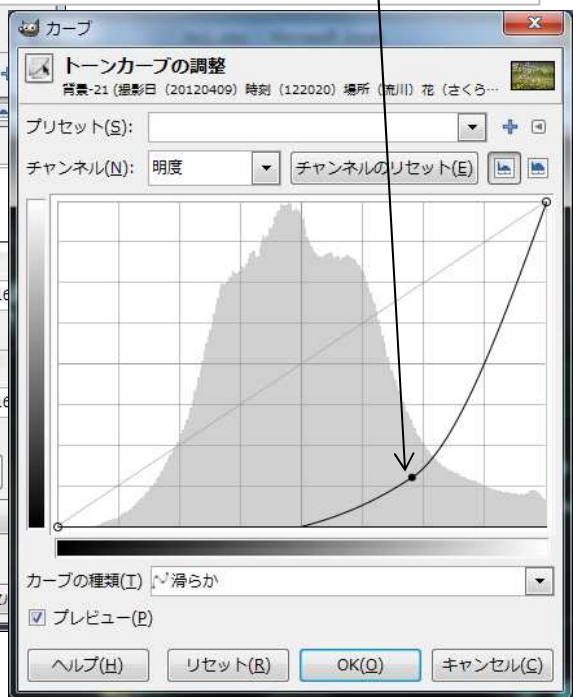 カーブ
トーンカーブの調整
背景-21 (撮影日 (20120409) 時刻 (122020) 場所 (流川) 花 (さくら…
プリセット(S):
チャンネル(N): 明度 チャンネルのリセット(E)
カーブの種類(T) 滑らか
プレビュー(P)
ヘルプ(H) リセット(R) OK(O) キャンセル(C)